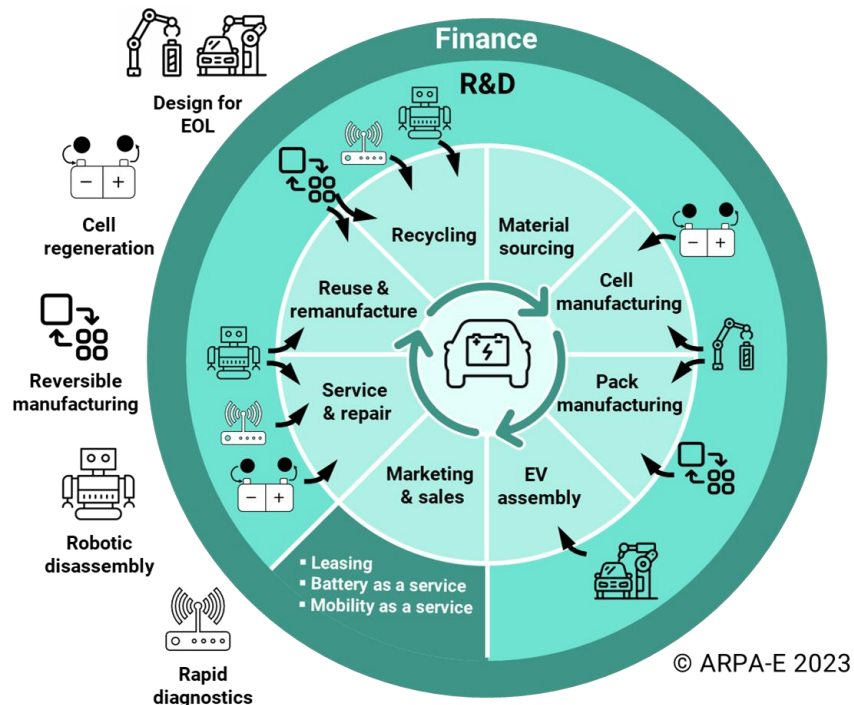 Finance
R&D
Design for
EOL
Cell
regeneration
Reversible
manufacturing
Robotic
disassembly
Rapid
diagnostics
Recycling
Material
sourcing
Cell
manufacturing
Pack
manufacturing
EV
assembly
Marketing
& sales
Service
& repair
Reuse &
remanufacture
▪ Leasing
▪ Battery as a service
▪ Mobility as a service
© ARPA-E 2023